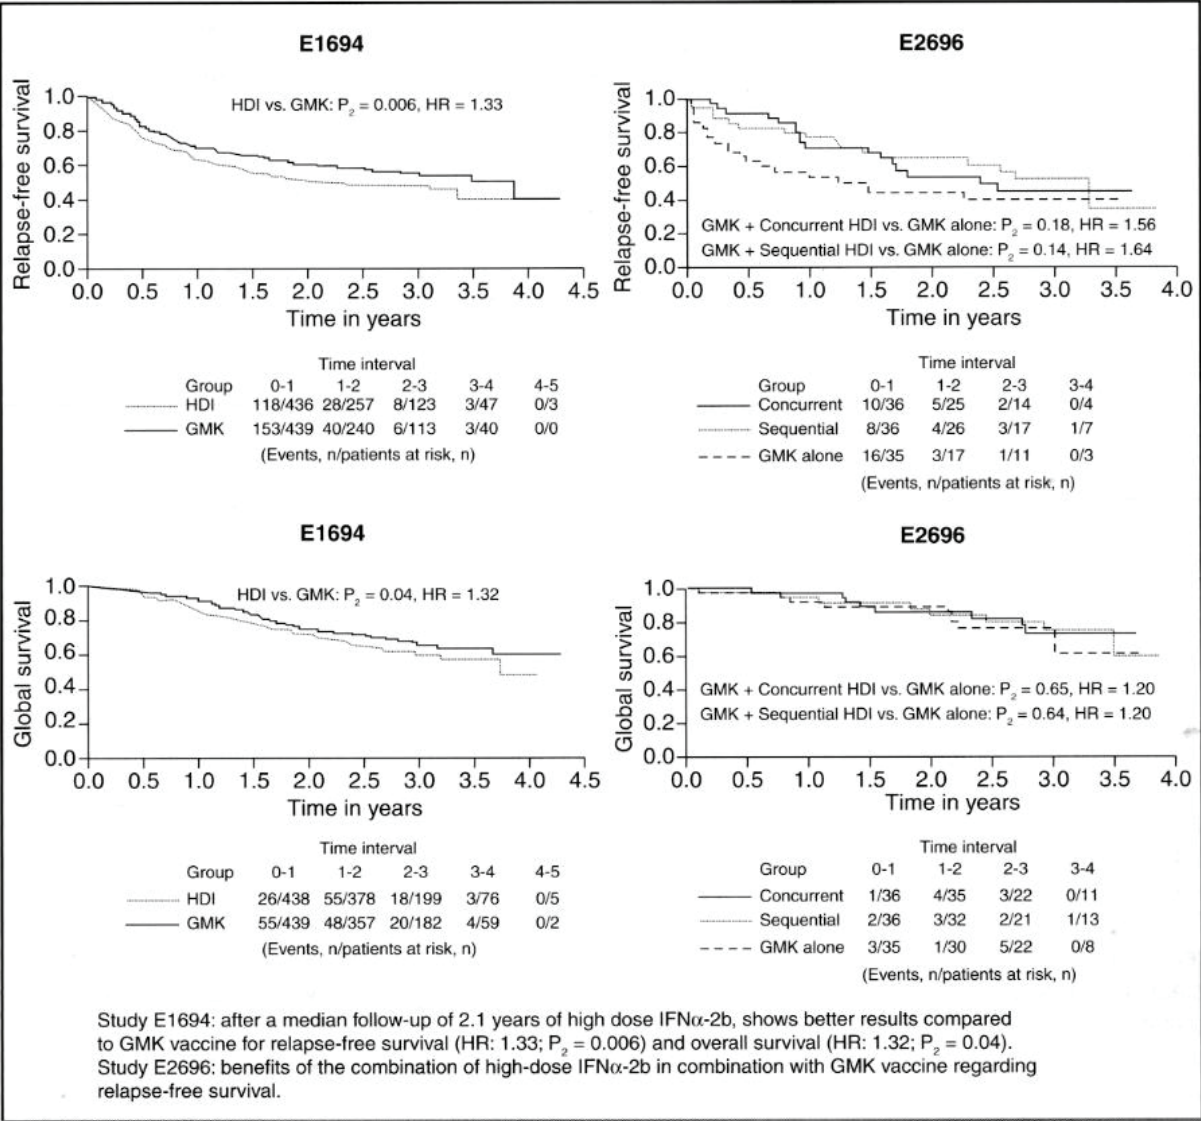 E1694
Relapse-free survival
1.0
0.8
0.6
0.4
0.2
0.0
HDI vs. GMK: P2 = 0.006, HR = 1.33
0.0 0.5 1.0 1.5 2.0 2.5 3.0 3.5 4.0 4.5
Time in years
Time interval
Group 0-1 1-2 2-3 3-4 4-5
HDI 118/436 28/257 8/123 3/47 0/3
GMK 153/439 40/240 6/113 3/40 0/0
(Events, n/patients at risk, n)
E2696
Relapse-free survival
1.0
0.8
0.6
0.4
0.2
0.0
GMK + Concurrent HDI vs. GMK alone: P2 = 0.18, HR = 1.56
GMK + Sequential HDI vs. GMK alone: P2 = 0.14, HR = 1.64
0.0 0.5 1.0 1.5 2.0 2.5 3.0 3.5 4.0
Time in years
Time interval
Group 0-1 1-2 2-3 3-4
Concurrent 10/36 5/25 2/14 0/4
Sequential 8/36 4/26 3/17 1/7
GMK alone 16/35 3/17 1/11 0/3
(Events, n/patients at risk, n)
E1694
Global survival
1.0
0.8
0.6
0.4
0.2
0.0
HDI vs. GMK: P2 = 0.04, HR = 1.32
0.0 0.5 1.0 1.5 2.0 2.5 3.0 3.5 4.0 4.5
Time in years
Time interval
Group 0-1 1-2 2-3 3-4 4-5
HDI 26/438 55/378 18/199 3/76 0/5
GMK 55/439 48/357 20/182 4/59 0/2
(Events, n/patients at risk, n)
E2696
Global survival
1.0
0.8
0.6
0.4
0.2
0.0
GMK + Concurrent HDI vs. GMK alone: P2 = 0.65, HR = 1.20
GMK + Sequential HDI vs. GMK alone: P2 = 0.64, HR = 1.20
0.0 0.5 1.0 1.5 2.0 2.5 3.0 3.5 4.0
Time in years
Time interval
Group 0-1 1-2 2-3 3-4
Concurrent 1/36 4/35 3/22 0/11
Sequential 2/36 3/32 2/21 1/13
GMK alone 3/35 1/30 5/22 0/8
(Events, n/patients at risk, n)
Study E1694: after a median follow-up of 2.1 years of high dose IFNα-2b, shows better results compared
to GMK vaccine for relapse-free survival (HR: 1.33; P2 = 0.006) and overall survival (HR: 1.32; P2 = 0.04).
Study E2696: benefits of the combination of high-dose IFNα-2b in combination with GMK vaccine regarding
relapse-free survival.